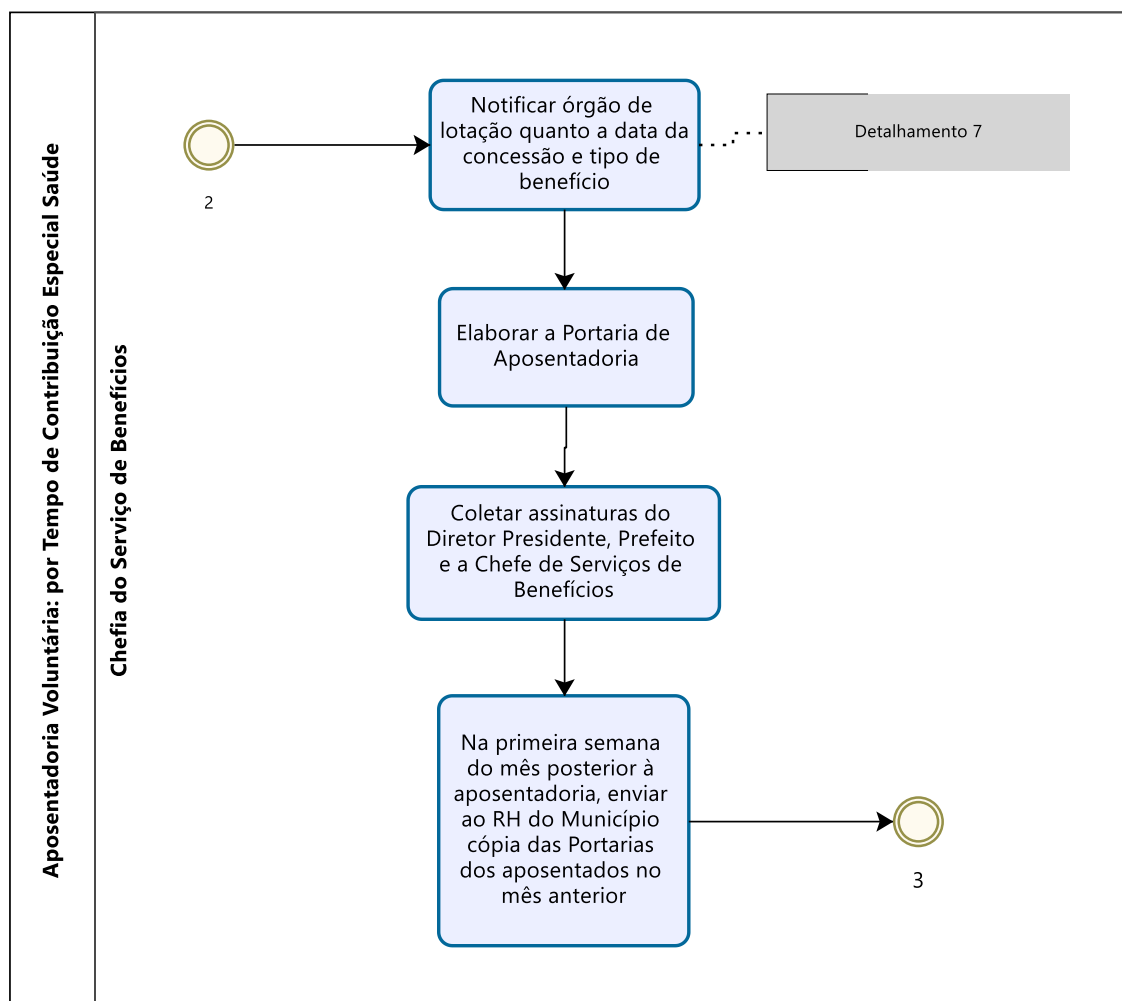 Aposentadoria Voluntária: por Tempo de Contribuição Especial Saúde
Chefia do Serviço de Benefícios
2
Notificar órgão de
lotação quanto a data da
concessão e tipo de
benefício
Detalhamento 7
Elaborar a Portaria de
Aposentadoria
Coletar assinaturas do
Diretor Presidente, Prefeito
e a Chefe de Serviços de
Benefícios
Na primeira semana
do mês posterior à
aposentadoria, enviar
ao RH do Município
cópia das Portarias
dos aposentados no
mês anterior
3